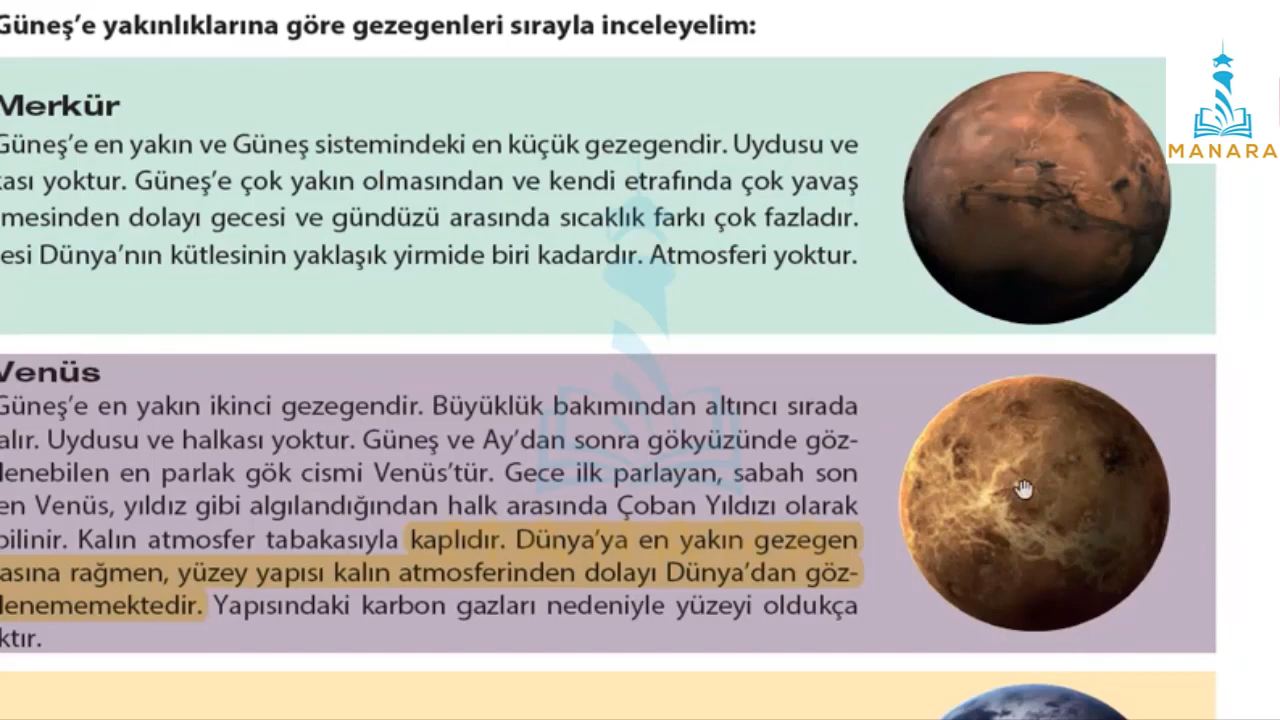 Güneş'e yakınlıklarına göre gezegenleri sırayla inceleyelim:
Merkür
Güneş'e en yakın ve Güneş sistemindeki en küçük gezegendir. Uydusu ve
kası yoktur. Güneş'e çok yakın olmasından ve kendi etrafında çok yavaş
mesinden dolayı gecesi ve gündüzü arasında sıcaklık farkı çok fazladır.
esi Dünya'nın kütlesinin yaklaşık yirmide biri kadardır. Atmosferi yoktur.
MANARA
Venüs
Güneş'e en yakın ikinci gezegendir. Büyüklük bakımından altıncı sırada
alır. Uydusu ve halkası yoktur. Güneş ve Ay'dan sonra gökyüzünde göz-
lenebilen en parlak gök cismi Venüs'tür. Gece ilk parlayan, sabah son
en Venüs, yıldız gibi algılandığından halk arasında Çoban Yıldızı olarak
bilinir. Kalın atmosfer tabakasıyla kaplıdır. Dünya'ya en yakın gezegen
asına rağmen, yüzey yapısı kalın atmosferinden dolayı Dünya'dan göz-
lenememektedir. Yapısındaki karbon gazları nedeniyle yüzeyi oldukça
ktır.